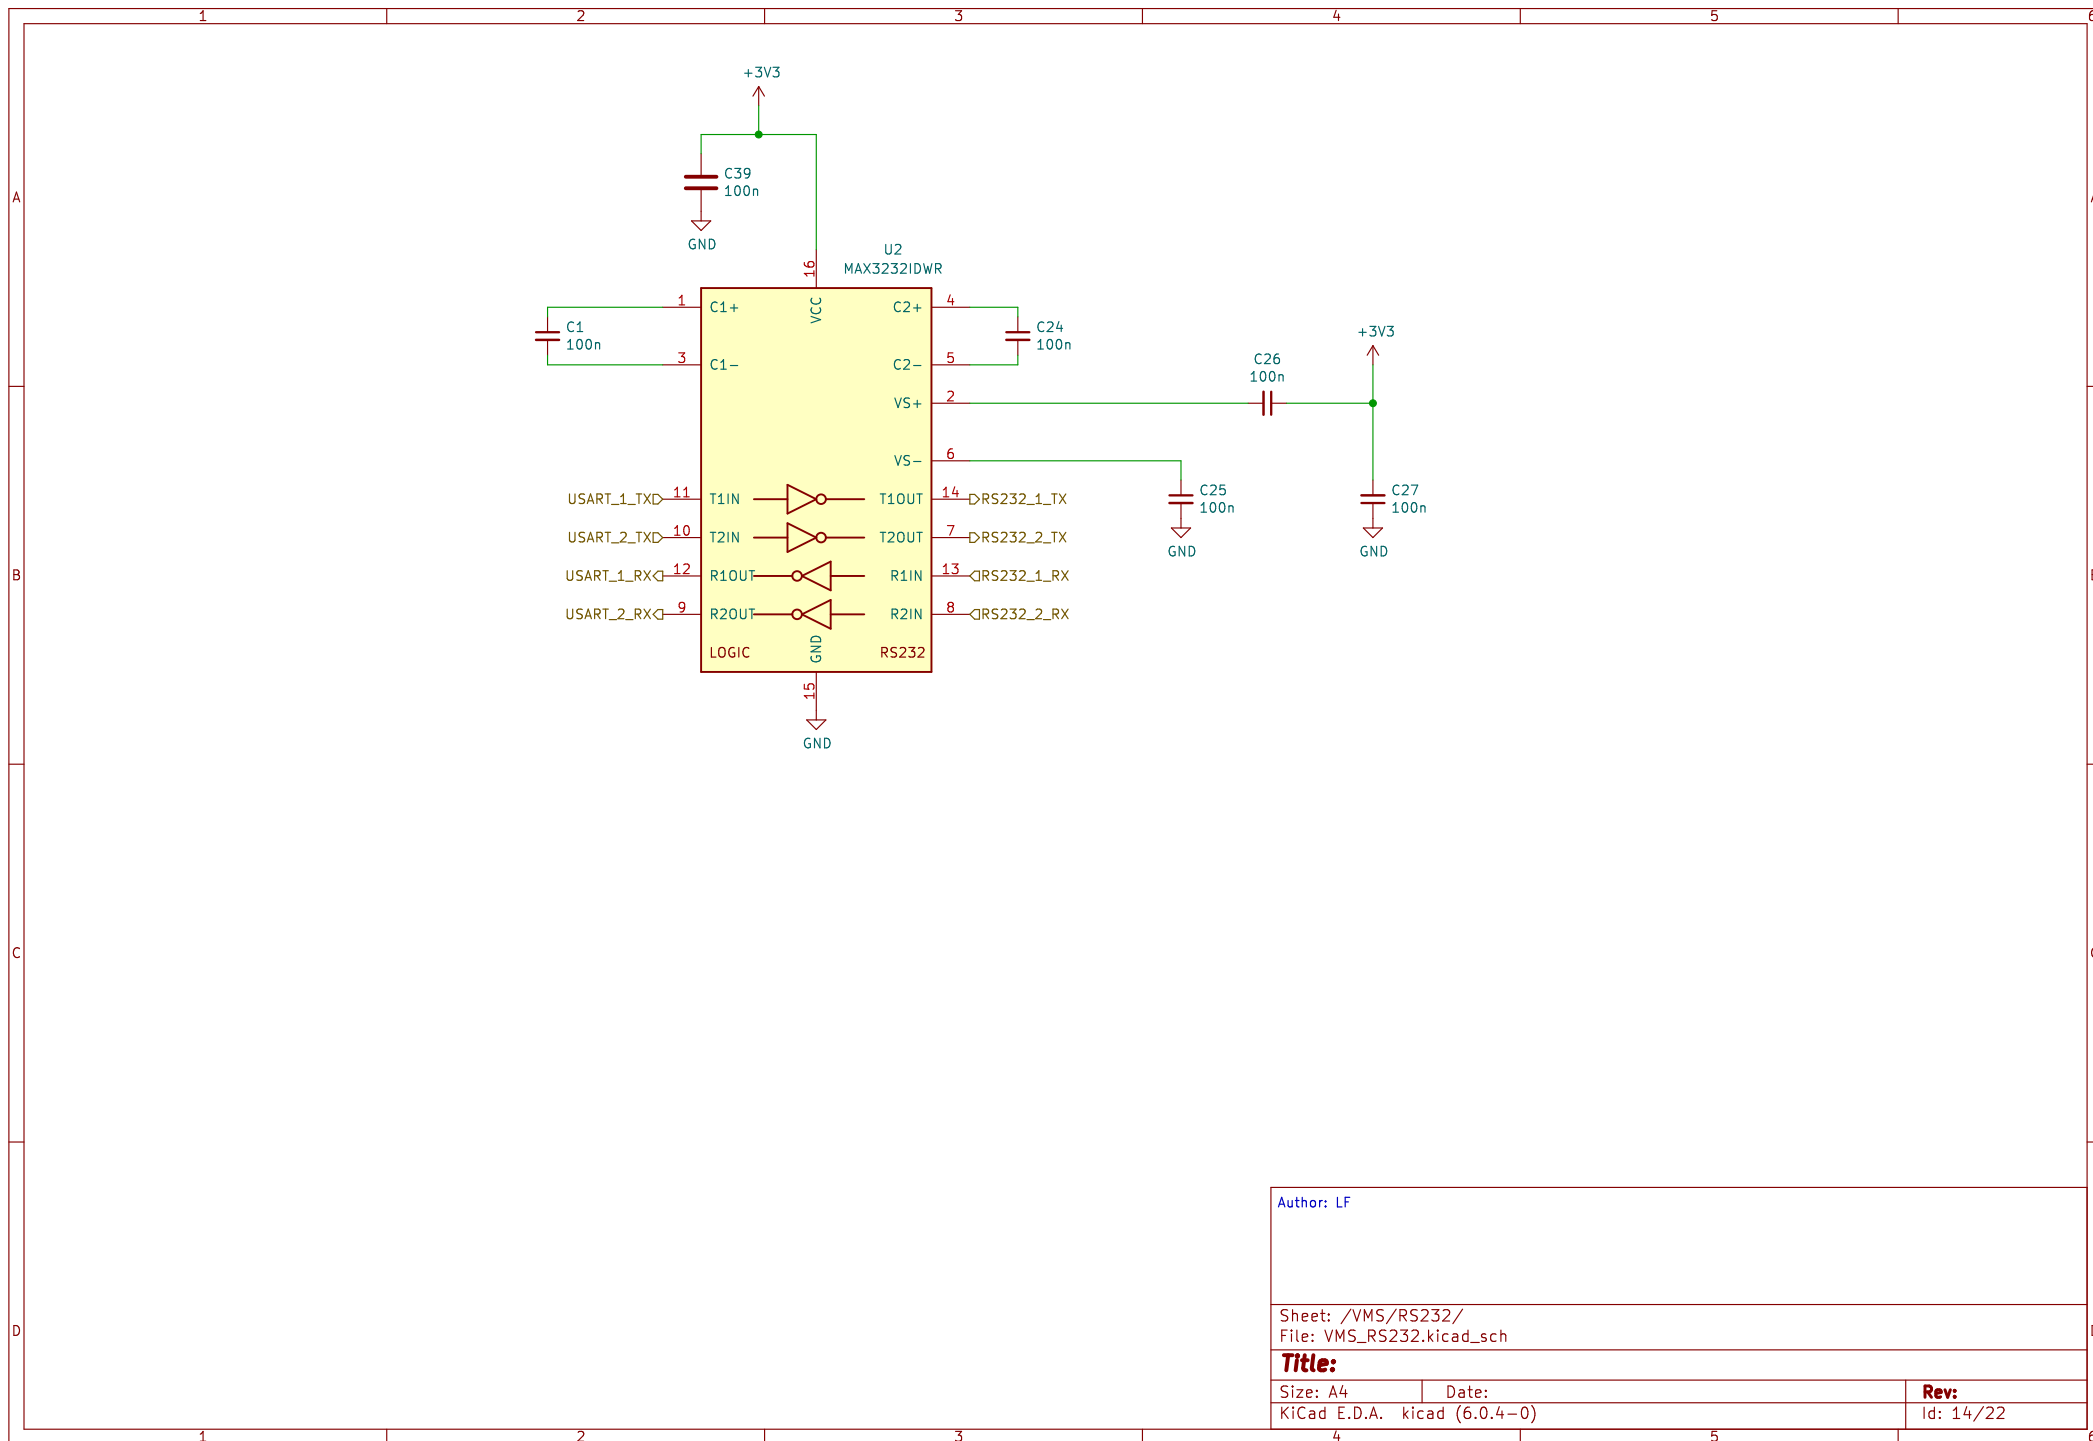 1 2 3 4 5 6
+3V3
C39
100n
GND
A
U2
MAX3232IDWR
16
1 C1+ VCC C2+ 4
C1
100n
C24
100n
+3V3
3 C1- C2- 5
C26
100n
VS+ 2
VS- 6
USART_1_TX 11 T1IN T1OUT 14 RS232_1_TX
C25
100n
GND
C27
100n
GND
USART_2_TX 10 T2IN T2OUT 7 RS232_2_TX
B
USART_1_RX 12 R1OUT R1IN 13 RS232_1_RX
USART_2_RX 9 R2OUT R2IN 8 RS232_2_RX
LOGIC GND RS232
15
GND
C
D
Author: LF
Sheet: /VMS/RS232/
File: VMS_RS232.kicad_sch
Title:
Size: A4 Date: Rev:
KiCad E.D.A. kicad (6.0.4-0) Id: 14/22
1 2 3 4 5 6